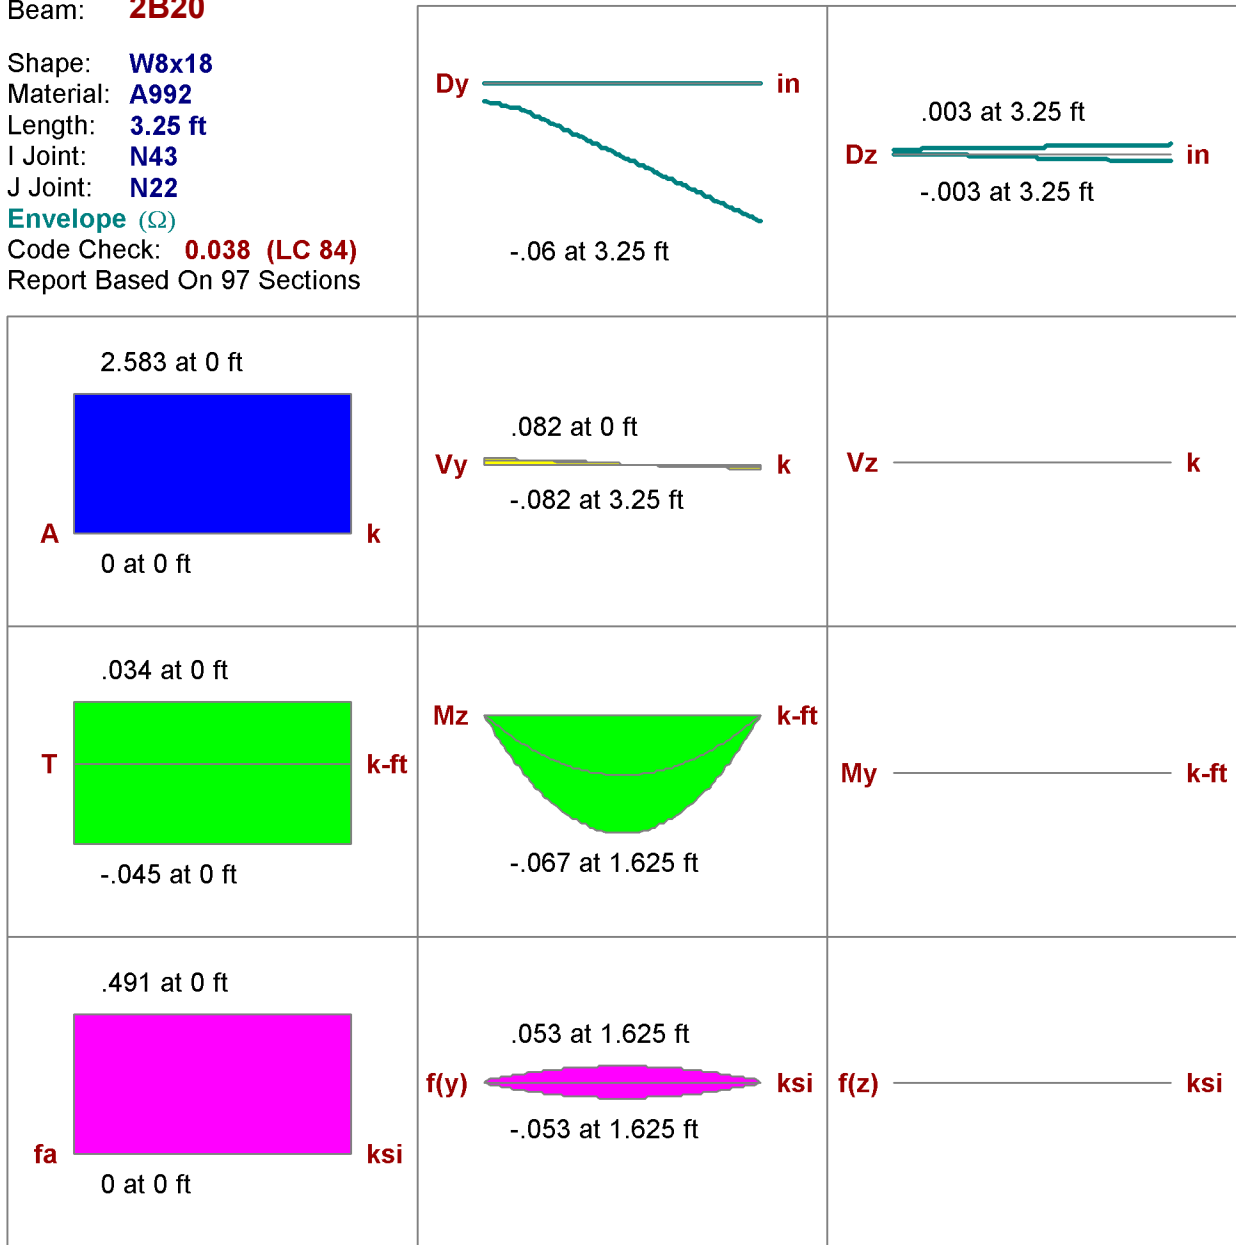 Beam: 2B20
Shape: W8x18
Material: A992
Length: 3.25 ft
I Joint: N43
J Joint: N22
Envelope (Ω)
Code Check: 0.038 (LC 84)
Report Based On 97 Sections
Dy in
-.06 at 3.25 ft
.003 at 3.25 ft
Dz in
-.003 at 3.25 ft
2.583 at 0 ft
A k
0 at 0 ft
.082 at 0 ft
Vy k
-.082 at 3.25 ft
Vz k
.034 at 0 ft
T k-ft
-.045 at 0 ft
Mz k-ft
-.067 at 1.625 ft
My k-ft
.491 at 0 ft
fa ksi
0 at 0 ft
.053 at 1.625 ft
f(y) ksi
-.053 at 1.625 ft
f(z) ksi